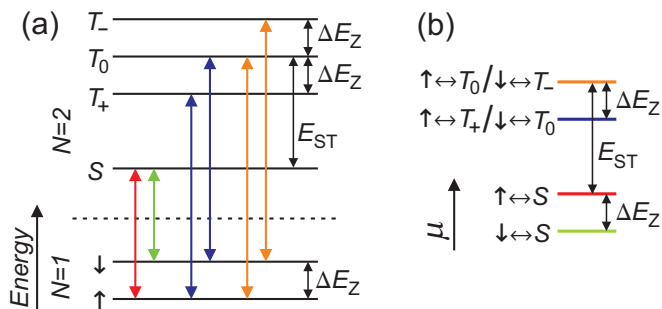 (a)
T−
ΔE_Z
T0
ΔE_Z
T+
N=2
E_ST
S
Energy
N=1
↓
ΔE_Z
↑
(b)
↑↔T0/↓↔T−
ΔE_Z
↑↔T+/↓↔T0
E_ST
μ
↑↔S
ΔE_Z
↓↔S